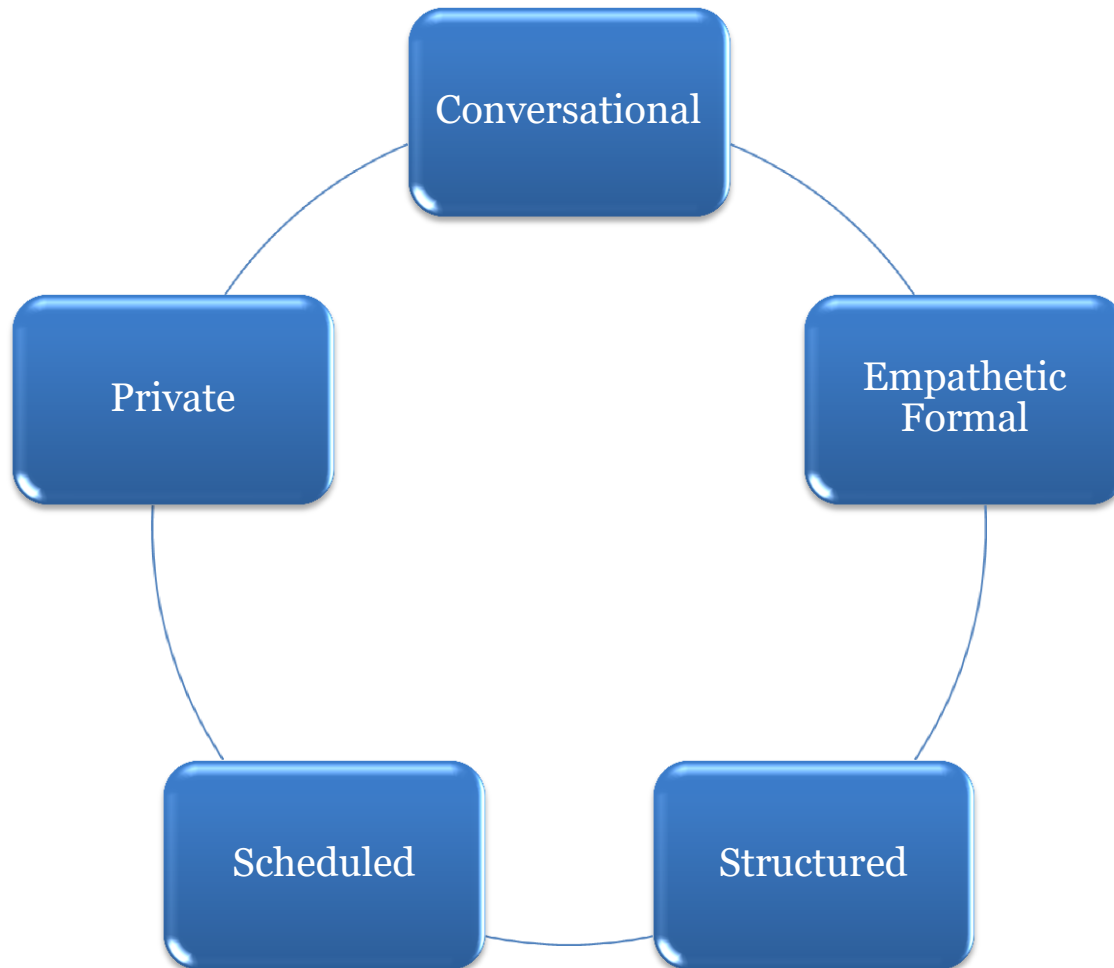 Conversational
Empathetic
Formal
Structured
Scheduled
Private